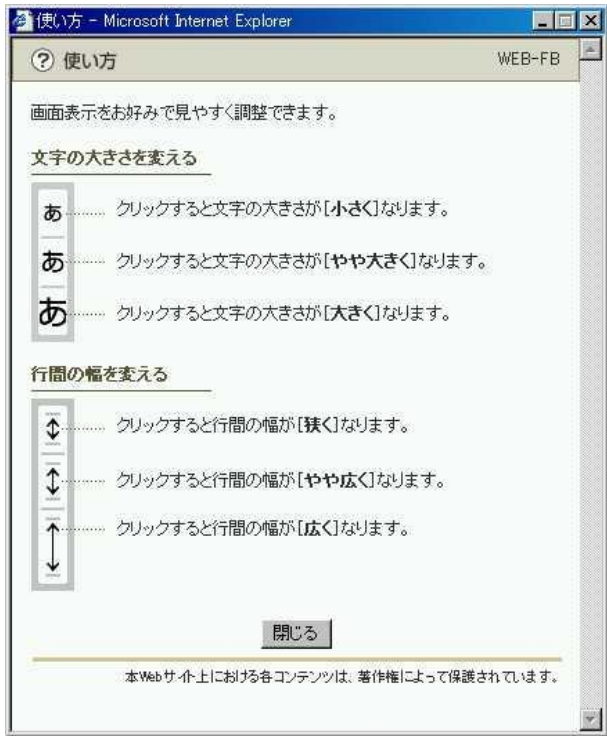 使い方 - Microsoft Internet Explorer
? 使い方 WEB-FB
画面表示をお好みで見やすく調整できます。
文字の大きさを変える
あ クリックすると文字の大きさが[小さく]なります。
あ クリックすると文字の大きさが[やや大きく]なります。
あ クリックすると文字の大きさが[大きく]なります。
行間の幅を変える
クリックすると行間の幅が[狭く]なります。
クリックすると行間の幅が[やや広く]なります。
クリックすると行間の幅が[広く]なります。
閉じる
本Webサイト上における各コンテンツは、著作権によって保護されています。